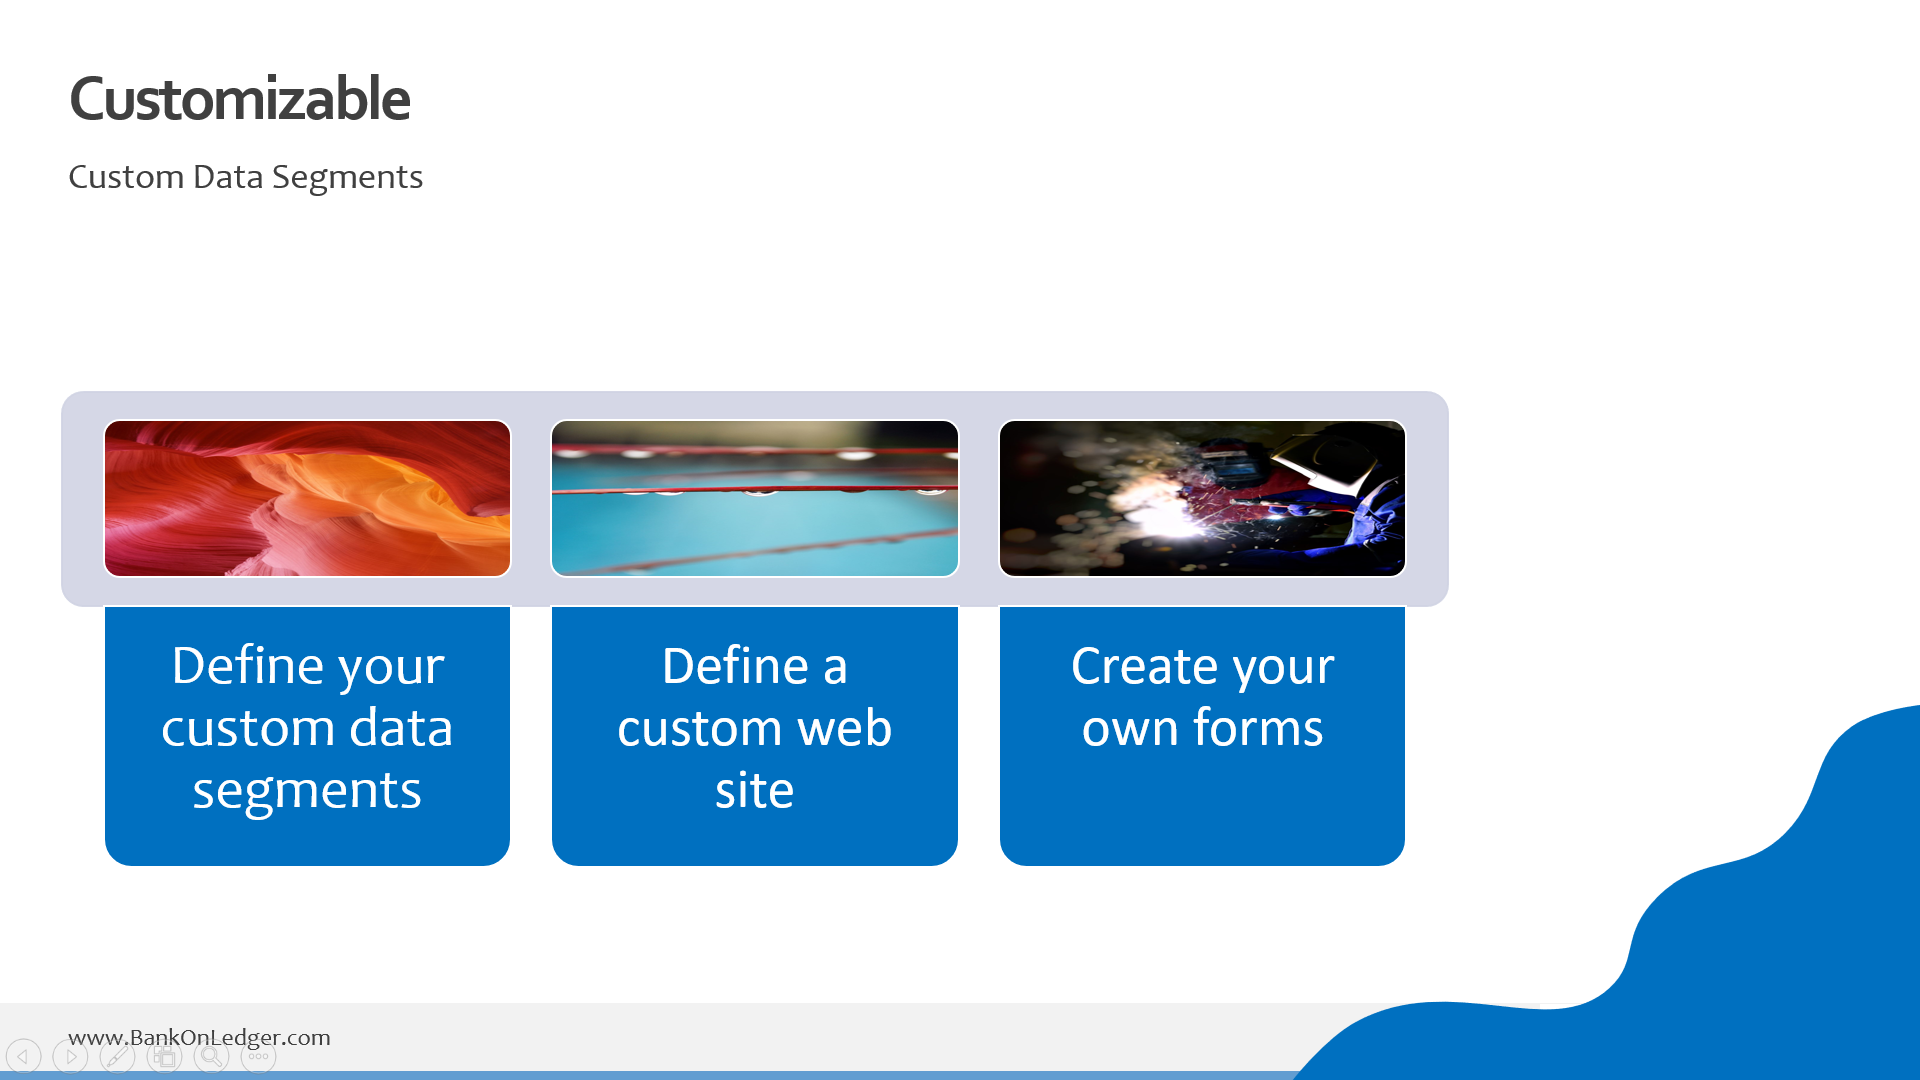 Customizable
Custom Data Segments
Define your
custom data
segments
Define a
custom web
site
Create your
own forms
www.BankOnLedger.com